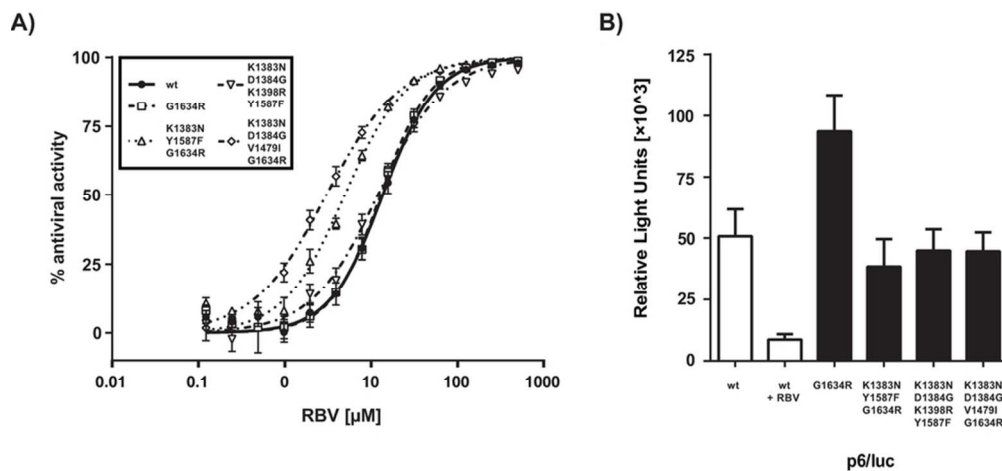 A)
% antiviral activity
100
75
50
25
0
wt
G1634R
K1383N
Y1587F
G1634R
K1383N
D1384G
K1398R
Y1587F
K1383N
D1384G
V1479I
G1634R
0.01
0.1
0
10
100
1000
RBV [µM]
B)
Relative Light Units [×10^3]
125
100
75
50
25
0
wt
wt
+ RBV
G1634R
K1383N
Y1587F
G1634R
K1383N
D1384G
K1398R
Y1587F
K1383N
D1384G
V1479I
G1634R
p6/luc